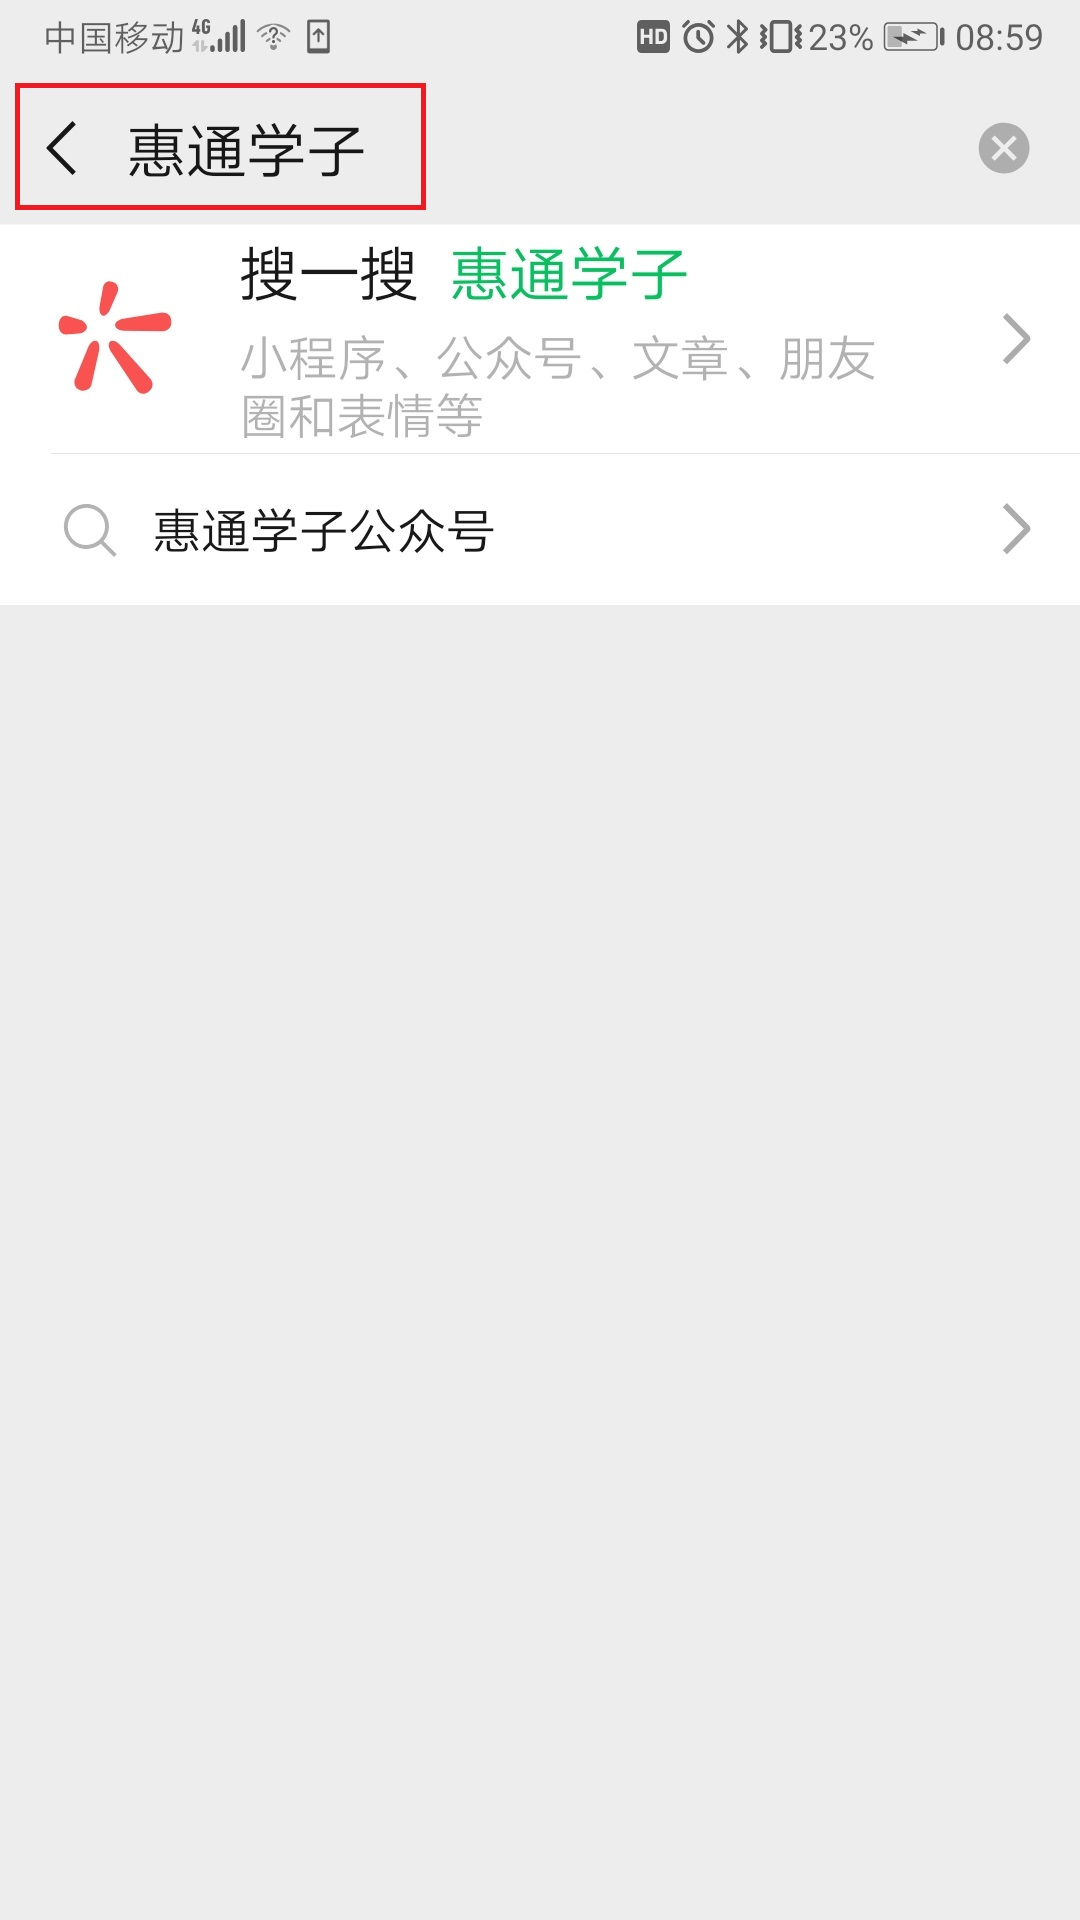 中国移动 4G HD 23% 08:59
惠通学子
搜一搜 惠通学子
小程序、公众号、文章、朋友
圈和表情等
惠通学子公众号